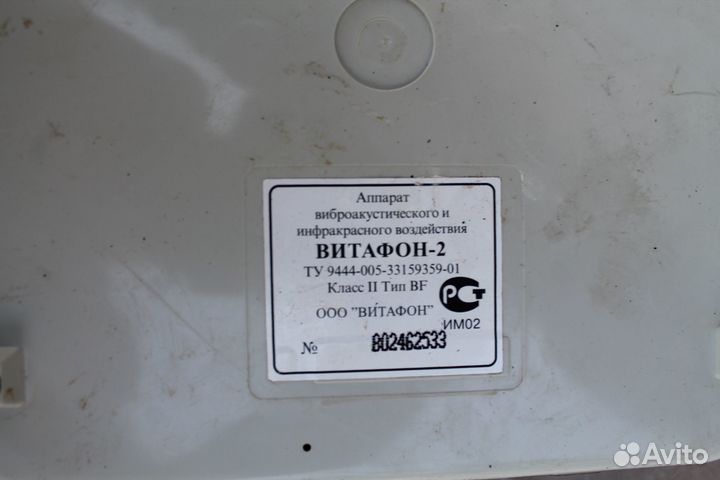 Аппарат
виброакустического и
инфракрасного воздействия
ВИТАФОН-2
ТУ 9444-005-33159359-01
Класс II Тип BF
ООО "ВИТАФОН"
РСТ
ИМ02
№ 802462533
Avito